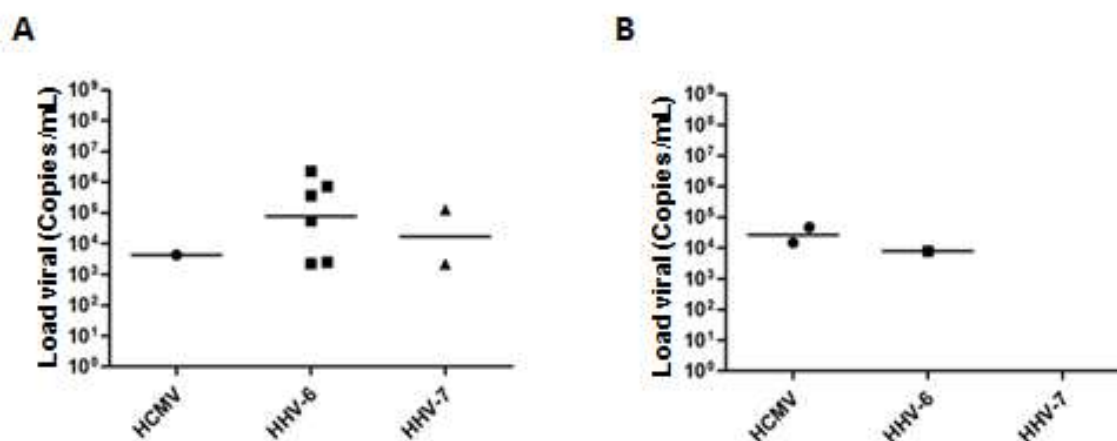 A
Load viral (Copies/mL)
10⁹
10⁸
10⁷
10⁶
10⁵
10⁴
10³
10²
10¹
10⁰
HCMV
HHV-6
HHV-7
B
Load viral (Copies/mL)
10⁹
10⁸
10⁷
10⁶
10⁵
10⁴
10³
10²
10¹
10⁰
HCMV
HHV-6
HHV-7